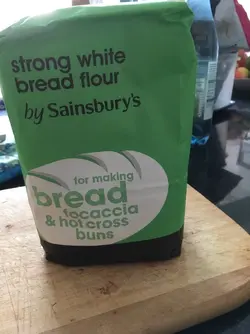 strong white
bread flour
by Sainsbury's
for making
bread
focaccia
& hot cross
buns